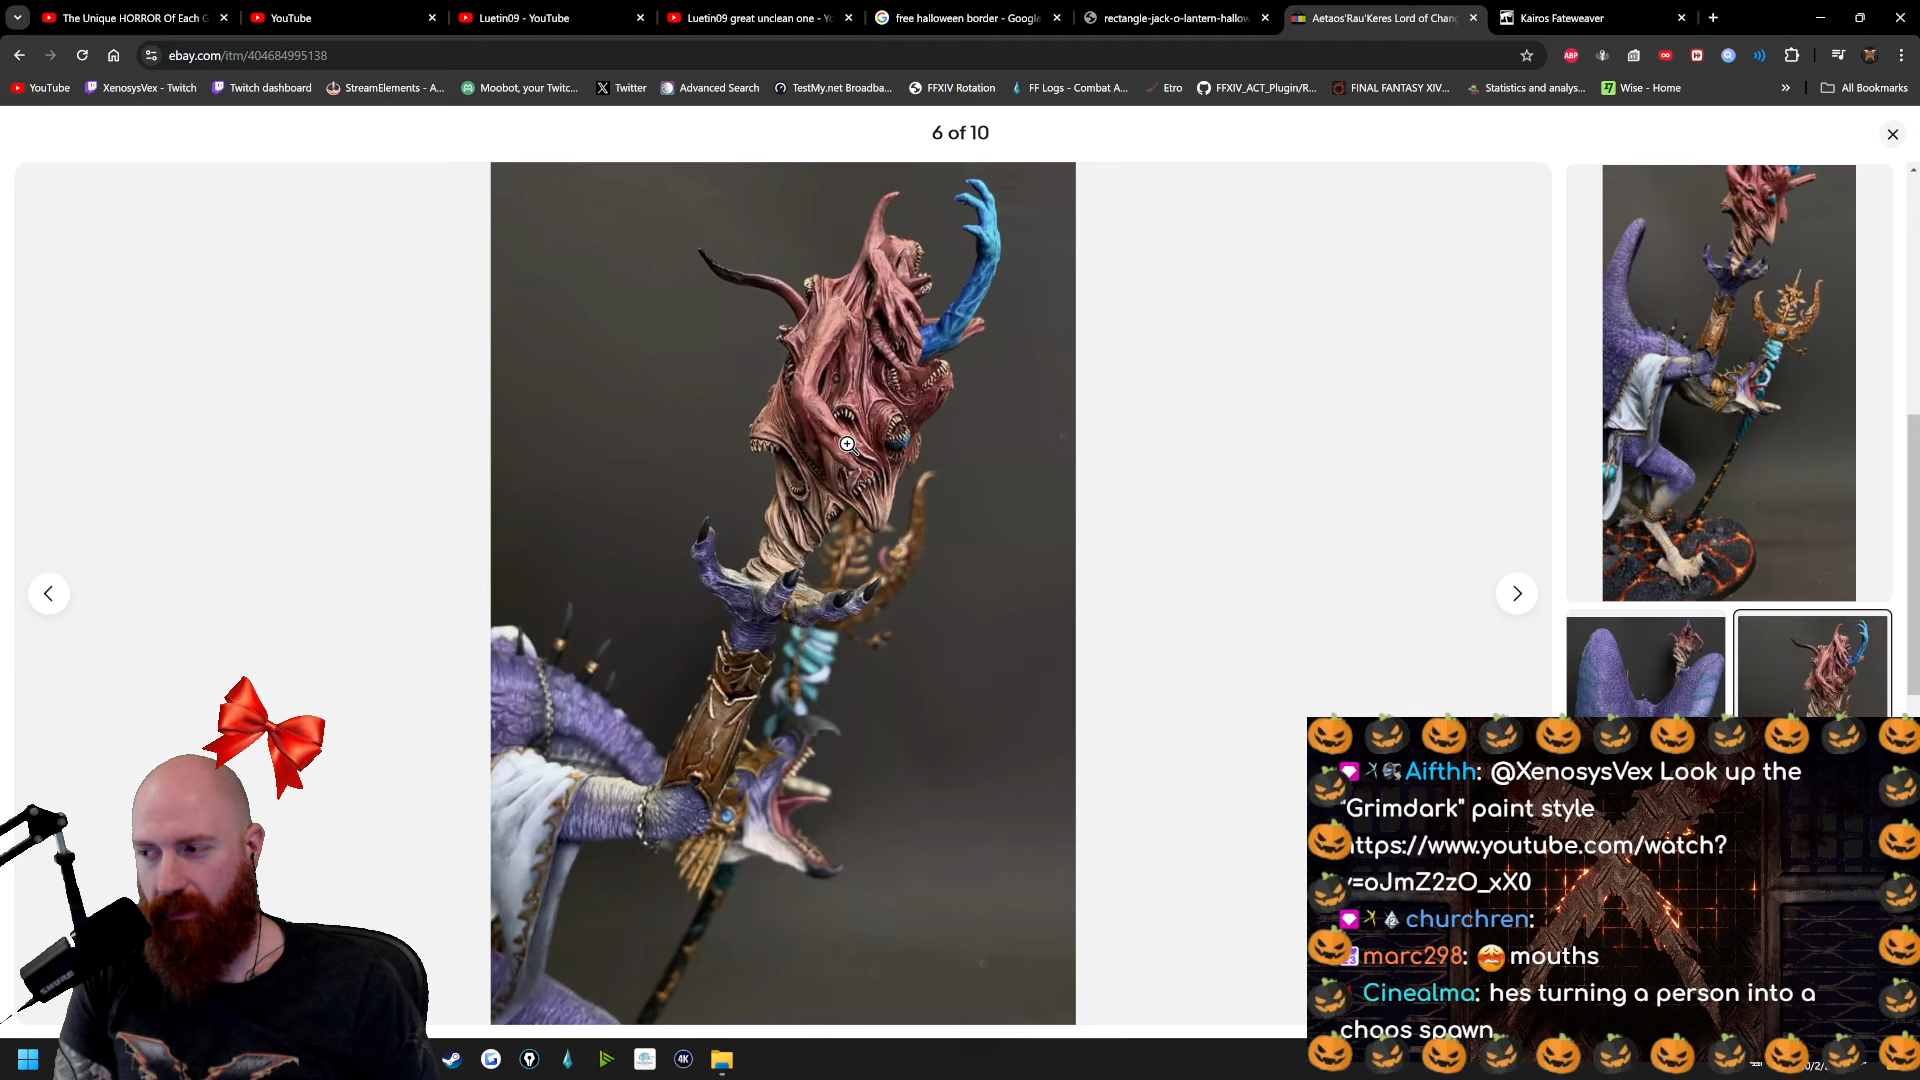 The Unique HORROR Of Each G
YouTube
Luetin09 - YouTube
Luetin09 great unclean one - Yo
free halloween border - Google
rectangle-jack-o-lantern-hallow
Aetaos'Rau'Keres Lord of Chang
Kairos Fateweaver
ebay.com/itm/404684995138
YouTube
XenosysVex - Twitch
Twitch dashboard
StreamElements - A...
Moobot, your Twitc...
Twitter
Advanced Search
TestMy.net Broadba...
FFXIV Rotation
FF Logs - Combat A...
Etro
FFXIV_ACT_Plugin/R...
FINAL FANTASY XIV...
Statistics and analys...
Wise - Home
All Bookmarks
6 of 10
Aifthh: @XenosysVex Look up the
"Grimdark" paint style
https://www.youtube.com/watch?
v=oJmZ2zO_xX0
churchren:
marc298: mouths
Cinealma: hes turning a person into a
chaos spawn
SHURE
ABP
4K